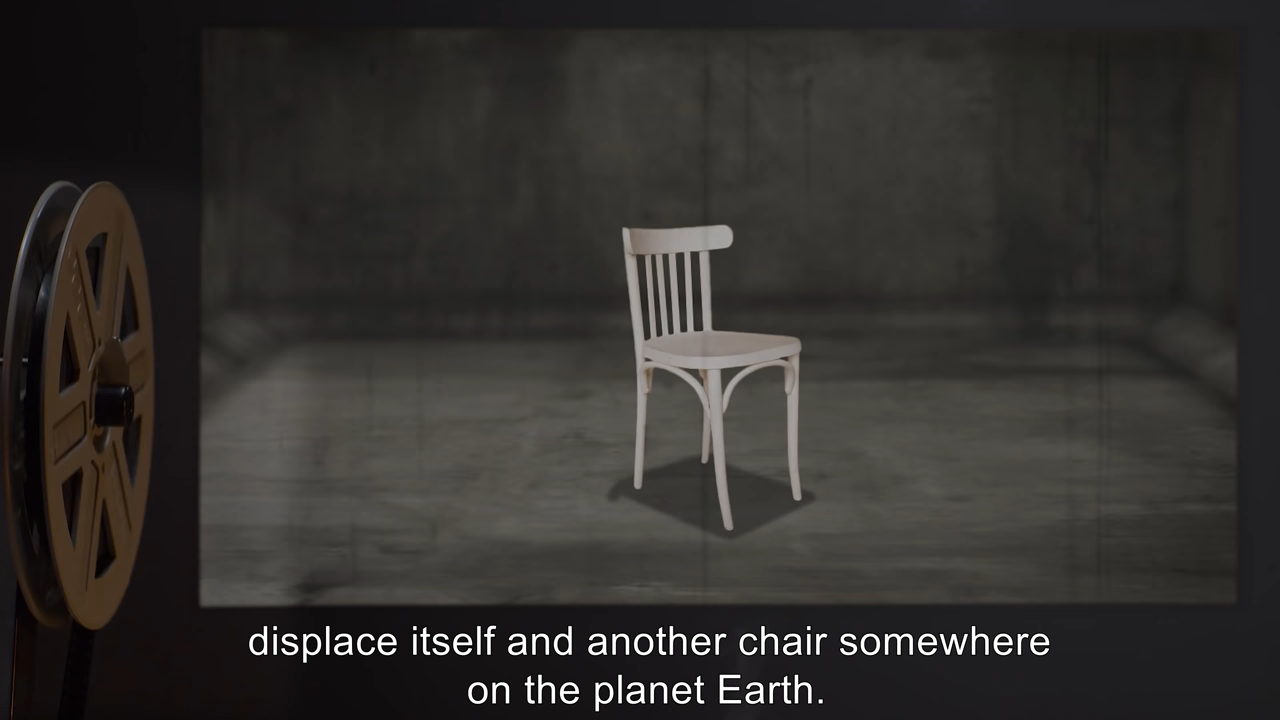 displace itself and another chair somewhere
on the planet Earth.